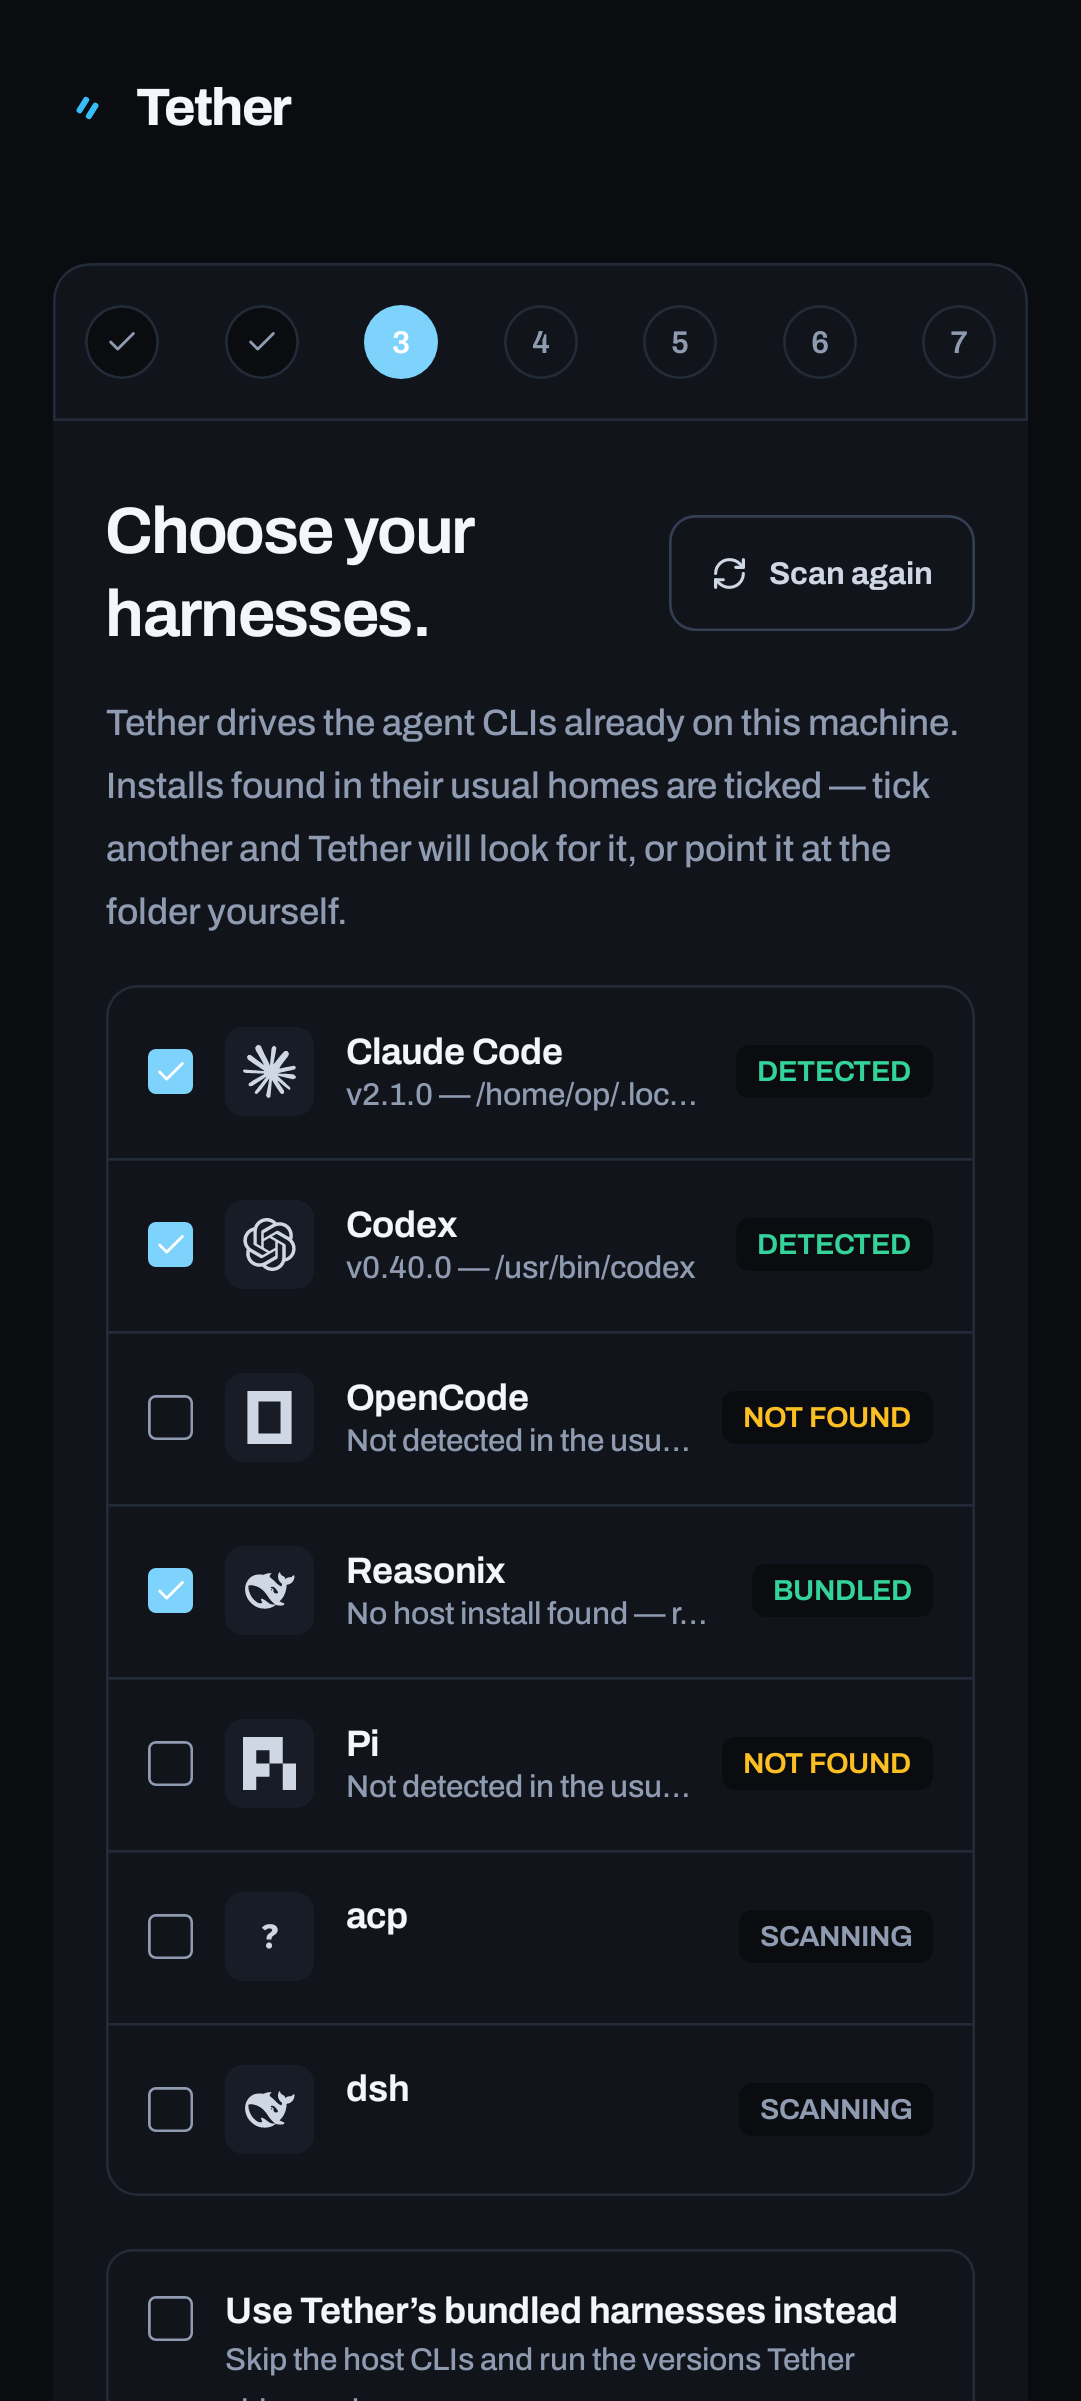 Tether
3 4 5 6 7
Choose your
harnesses.
Scan again
Tether drives the agent CLIs already on this machine.
Installs found in their usual homes are ticked — tick
another and Tether will look for it, or point it at the
folder yourself.
Claude Code
v2.1.0 — /home/op/.loc...
DETECTED
Codex
v0.40.0 — /usr/bin/codex
DETECTED
OpenCode
Not detected in the usu...
NOT FOUND
Reasonix
No host install found — r...
BUNDLED
Pi
Not detected in the usu...
NOT FOUND
?
acp
SCANNING
dsh
SCANNING
Use Tether’s bundled harnesses instead
Skip the host CLIs and run the versions Tether